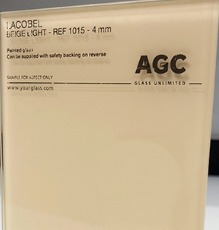 LACOBEL
BEIGE LIGHT - REF 1015 - 4 mm
Painted glass
Can be supplied with safety backing on reverse
AGC
GLASS UNLIMITED
SAMPLE FOR ASPECT ONLY
www.yourglass.com